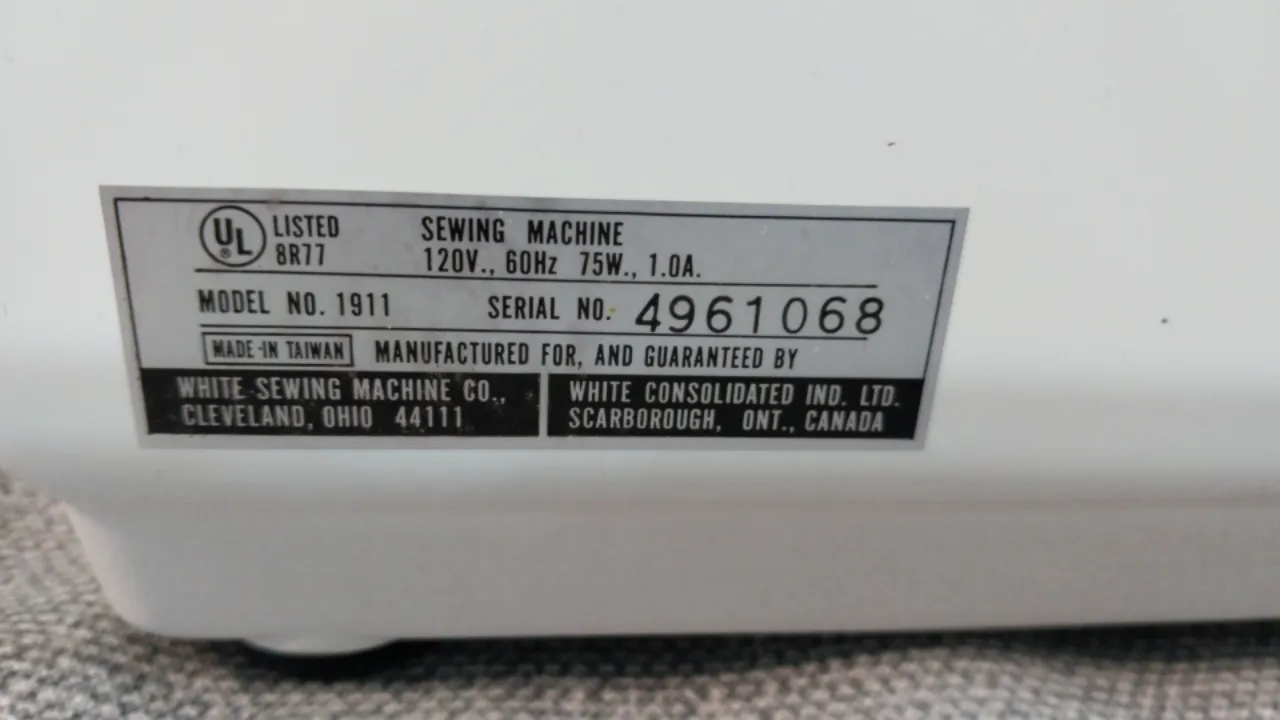 UL ® LISTED 8R77
SEWING MACHINE
120V., 60Hz 75W., 1.0A.
MODEL NO. 1911 SERIAL NO. 4961068
MADE IN TAIWAN MANUFACTURED FOR, AND GUARANTEED BY
WHITE SEWING MACHINE CO.,
CLEVELAND, OHIO 44111
WHITE CONSOLIDATED IND. LTD.
SCARBOROUGH, ONT., CANADA